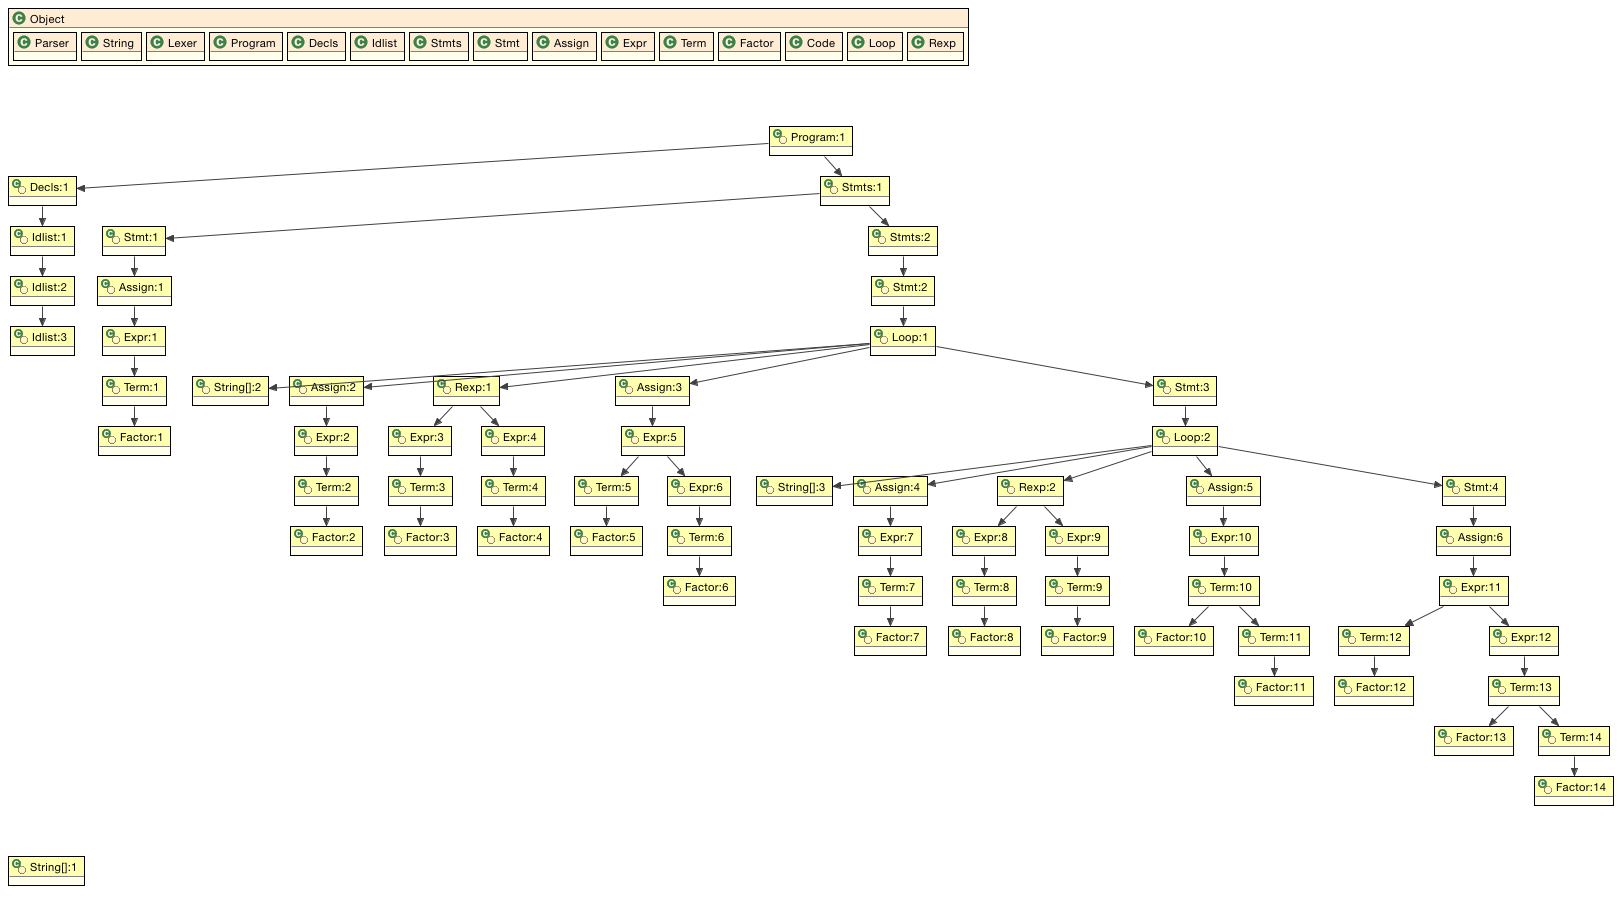 Object
Parser String Lexer Program Decls Idlist Stmts Stmt Assign Expr Term Factor Code Loop Rexp
Program:1
Decls:1 Stmts:1
Idlist:1 Stmt:1 Stmts:2
Idlist:2 Assign:1 Stmt:2
Idlist:3 Expr:1 Loop:1
Term:1 String[]:2 Assign:2 Rexp:1 Assign:3 Stmt:3
Factor:1 Expr:2 Expr:3 Expr:4 Expr:5 Loop:2
Term:2 Term:3 Term:4 Term:5 Expr:6 String[]:3 Assign:4 Rexp:2 Assign:5 Stmt:4
Factor:2 Factor:3 Factor:4 Factor:5 Term:6 Expr:7 Expr:8 Expr:9 Expr:10 Assign:6
Factor:6 Term:7 Term:8 Term:9 Term:10 Expr:11
Factor:7 Factor:8 Factor:9 Factor:10 Term:11 Term:12 Expr:12
Factor:11 Factor:12 Term:13
Factor:13 Term:14
Factor:14
String[]:1